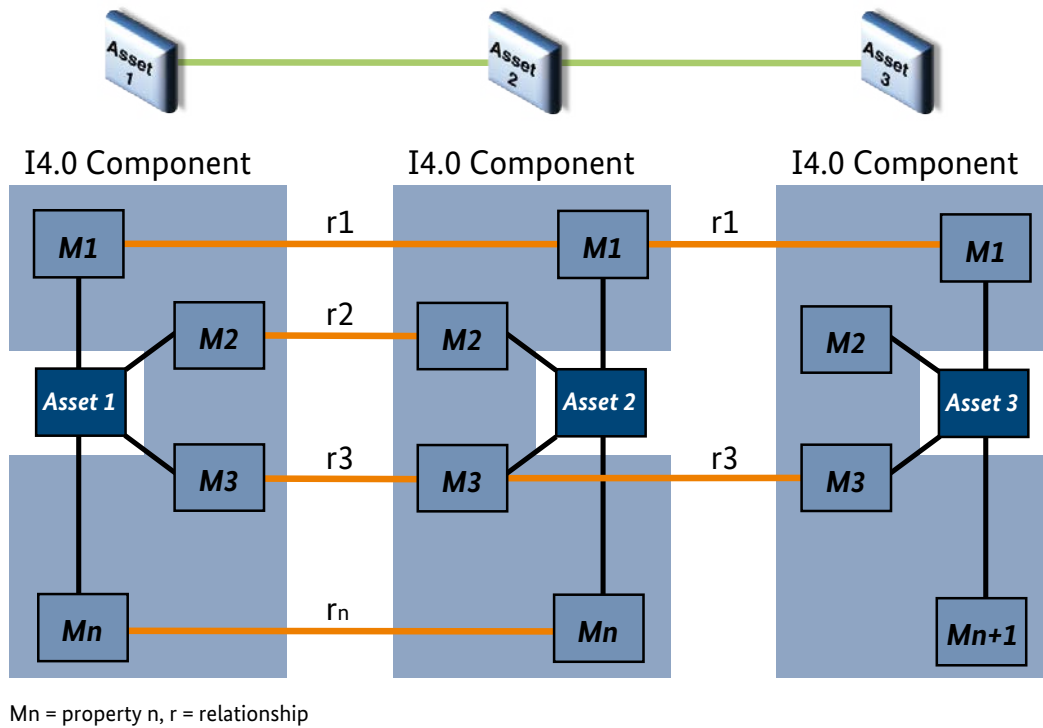 Asset
1
Asset
2
Asset
3
I4.0 Component
I4.0 Component
I4.0 Component
r1
r1
M1
M1
M1
r2
M2
M2
M2
Asset 1
Asset 2
Asset 3
r3
r3
M3
M3
M3
rn
Mn
Mn
Mn+1
Mn = property n, r = relationship